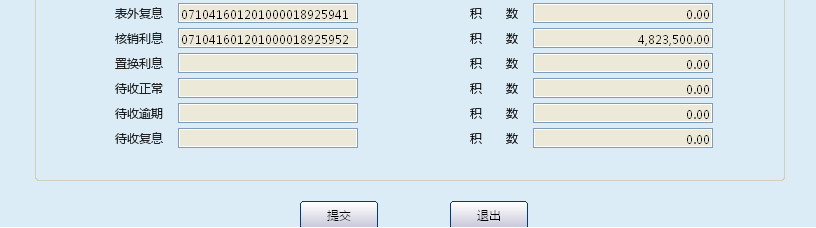 表外复息 071041601201000018925941 积 数 0.00
核销利息 071041601201000018925952 积 数 4,823,500.00
置换利息 积 数 0.00
待收正常 积 数 0.00
待收逾期 积 数 0.00
待收复息 积 数 0.00
提交 退出